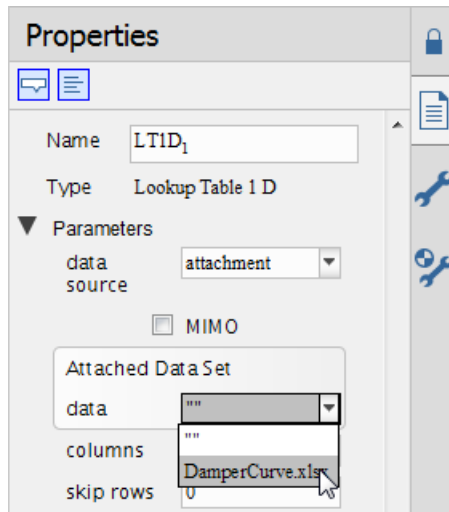 Properties
Name LT1D1
Type Lookup Table 1 D
Parameters
data source attachment
MIMO
Attached Data Set
data ""
""
columns
DamperCurve.xlsx
skip rows 0